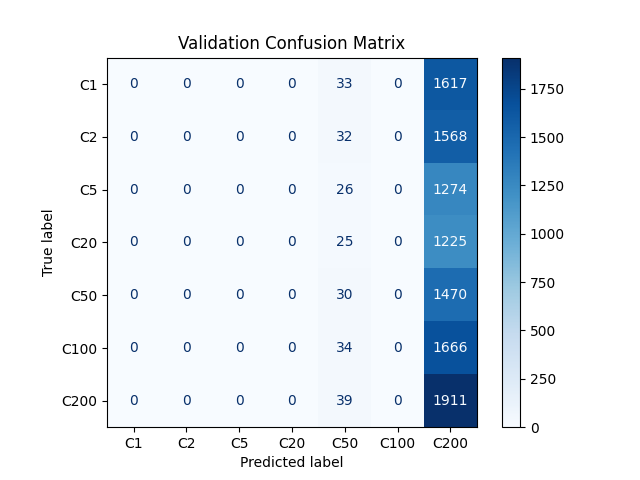 Validation Confusion Matrix
C1 0 0 0 0 33 0 1617
C2 0 0 0 0 32 0 1568
C5 0 0 0 0 26 0 1274
C20 0 0 0 0 25 0 1225
C50 0 0 0 0 30 0 1470
C100 0 0 0 0 34 0 1666
C200 0 0 0 0 39 0 1911
C1 C2 C5 C20 C50 C100 C200
Predicted label
True label
1750
1500
1250
1000
750
500
250
0